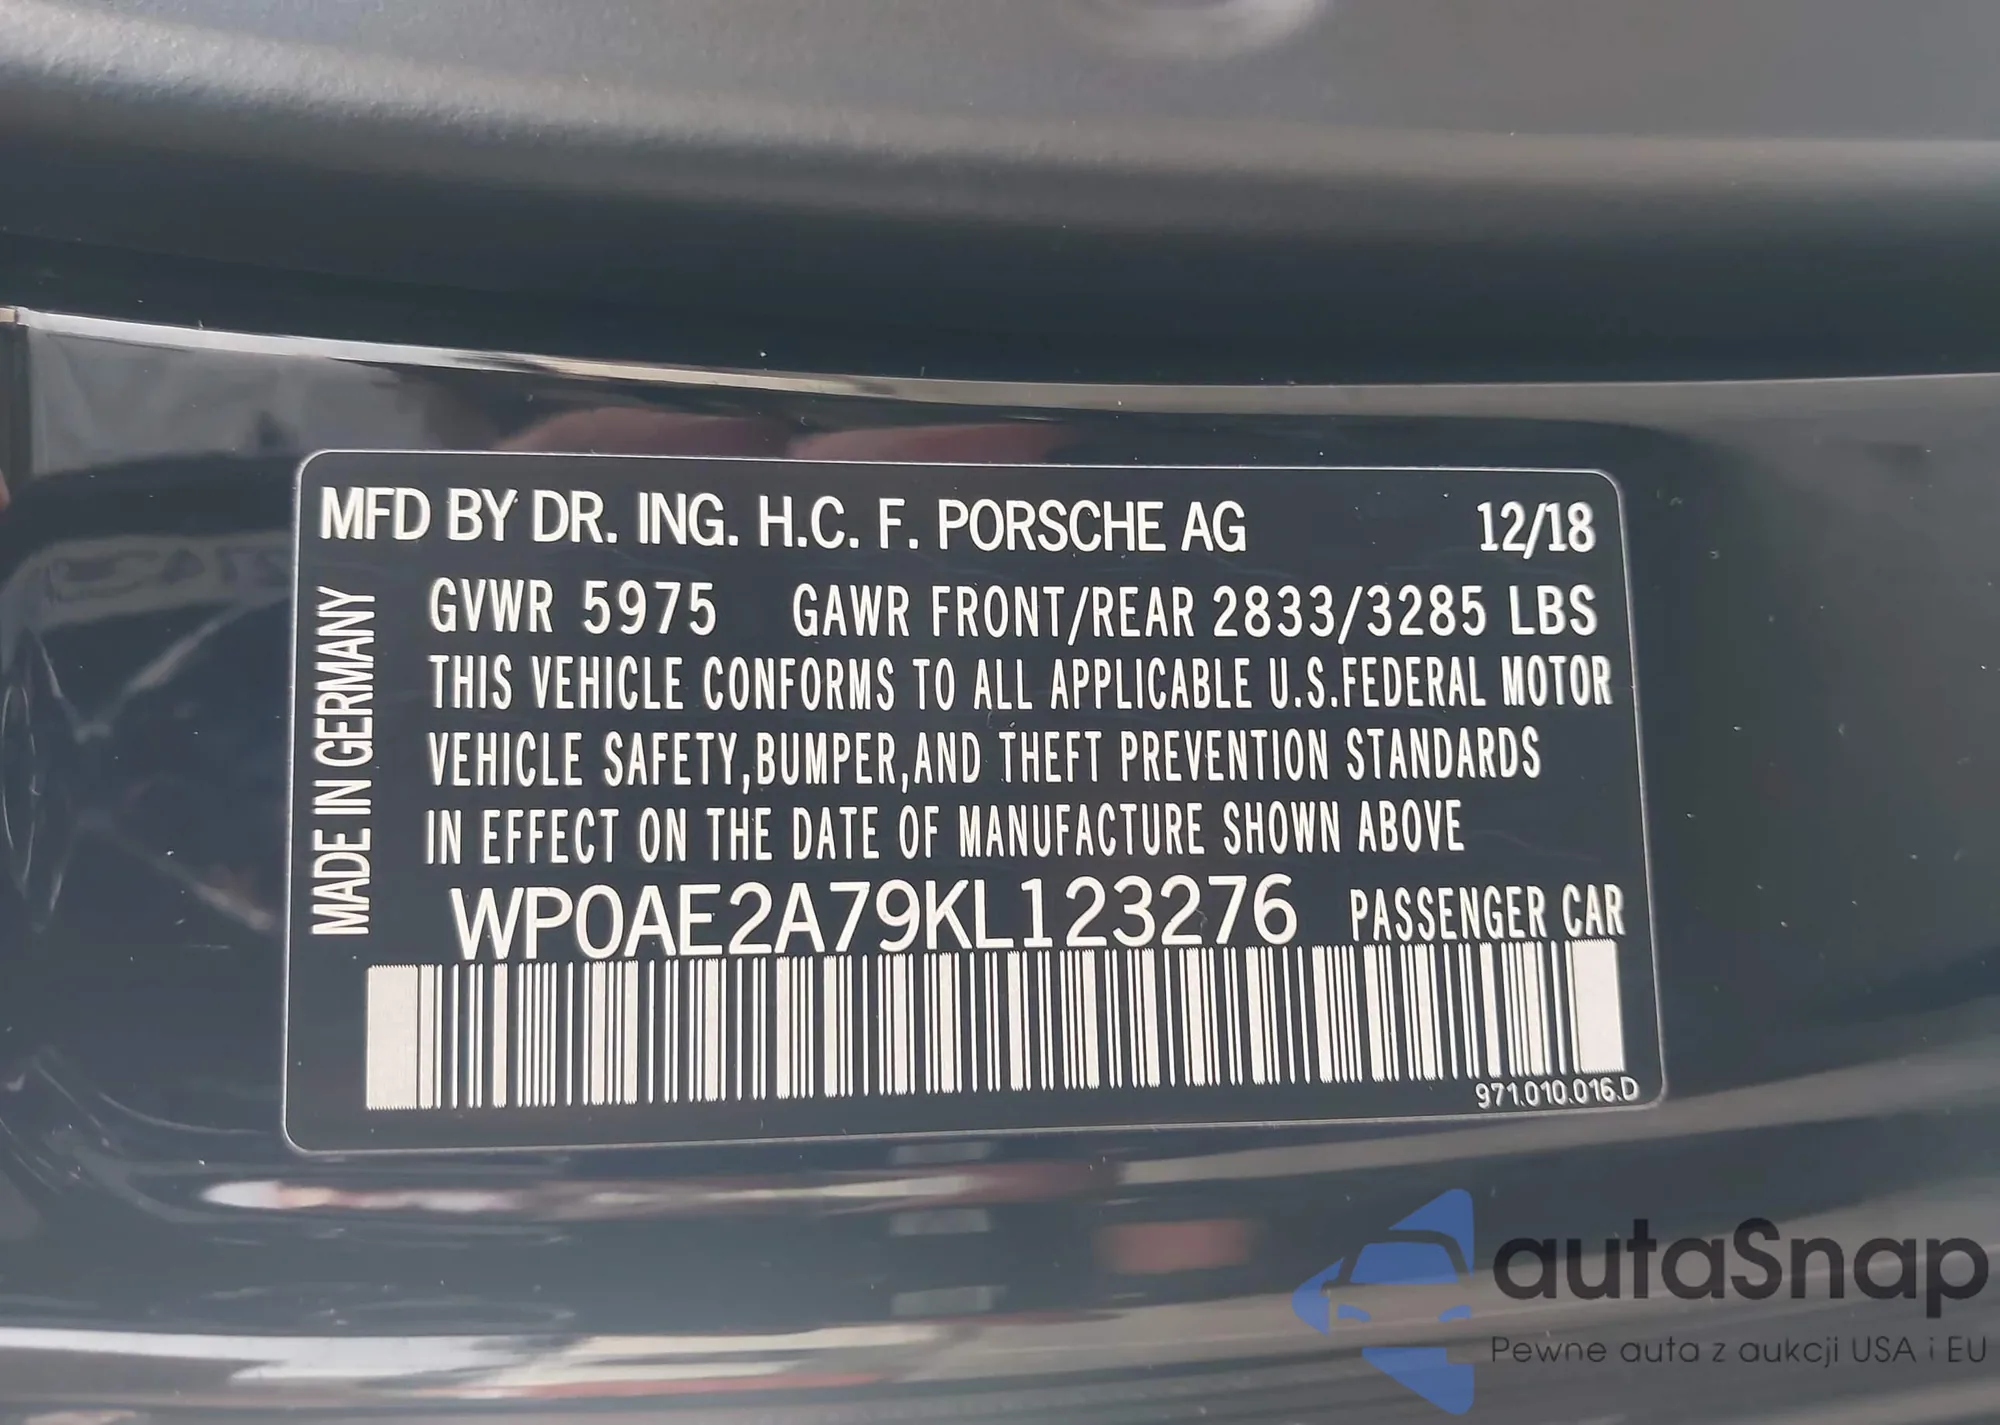 MFD BY DR. ING. H.C. F. PORSCHE AG 12/18
GVWR 5975 GAWR FRONT/REAR 2833/3285 LBS
THIS VEHICLE CONFORMS TO ALL APPLICABLE U.S.FEDERAL MOTOR
VEHICLE SAFETY,BUMPER,AND THEFT PREVENTION STANDARDS
IN EFFECT ON THE DATE OF MANUFACTURE SHOWN ABOVE
WP0AE2A79KL123276 PASSENGER CAR
971.010.016.D
MADE IN GERMANY
autaSnap
Pewne auta z aukcji USA i EU